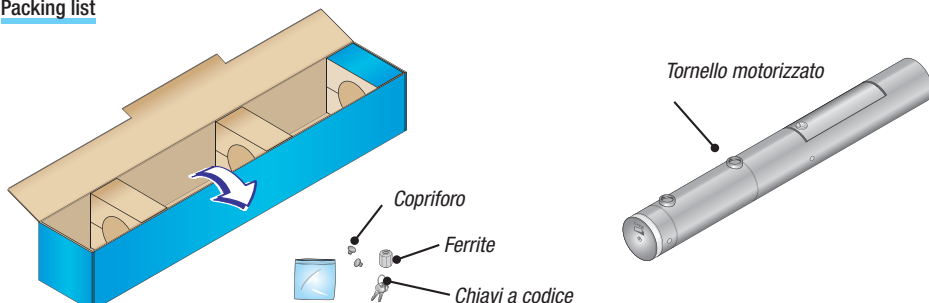 Packing list
Tornello motorizzato
Copriforo
Ferrite
Chiavi a codice